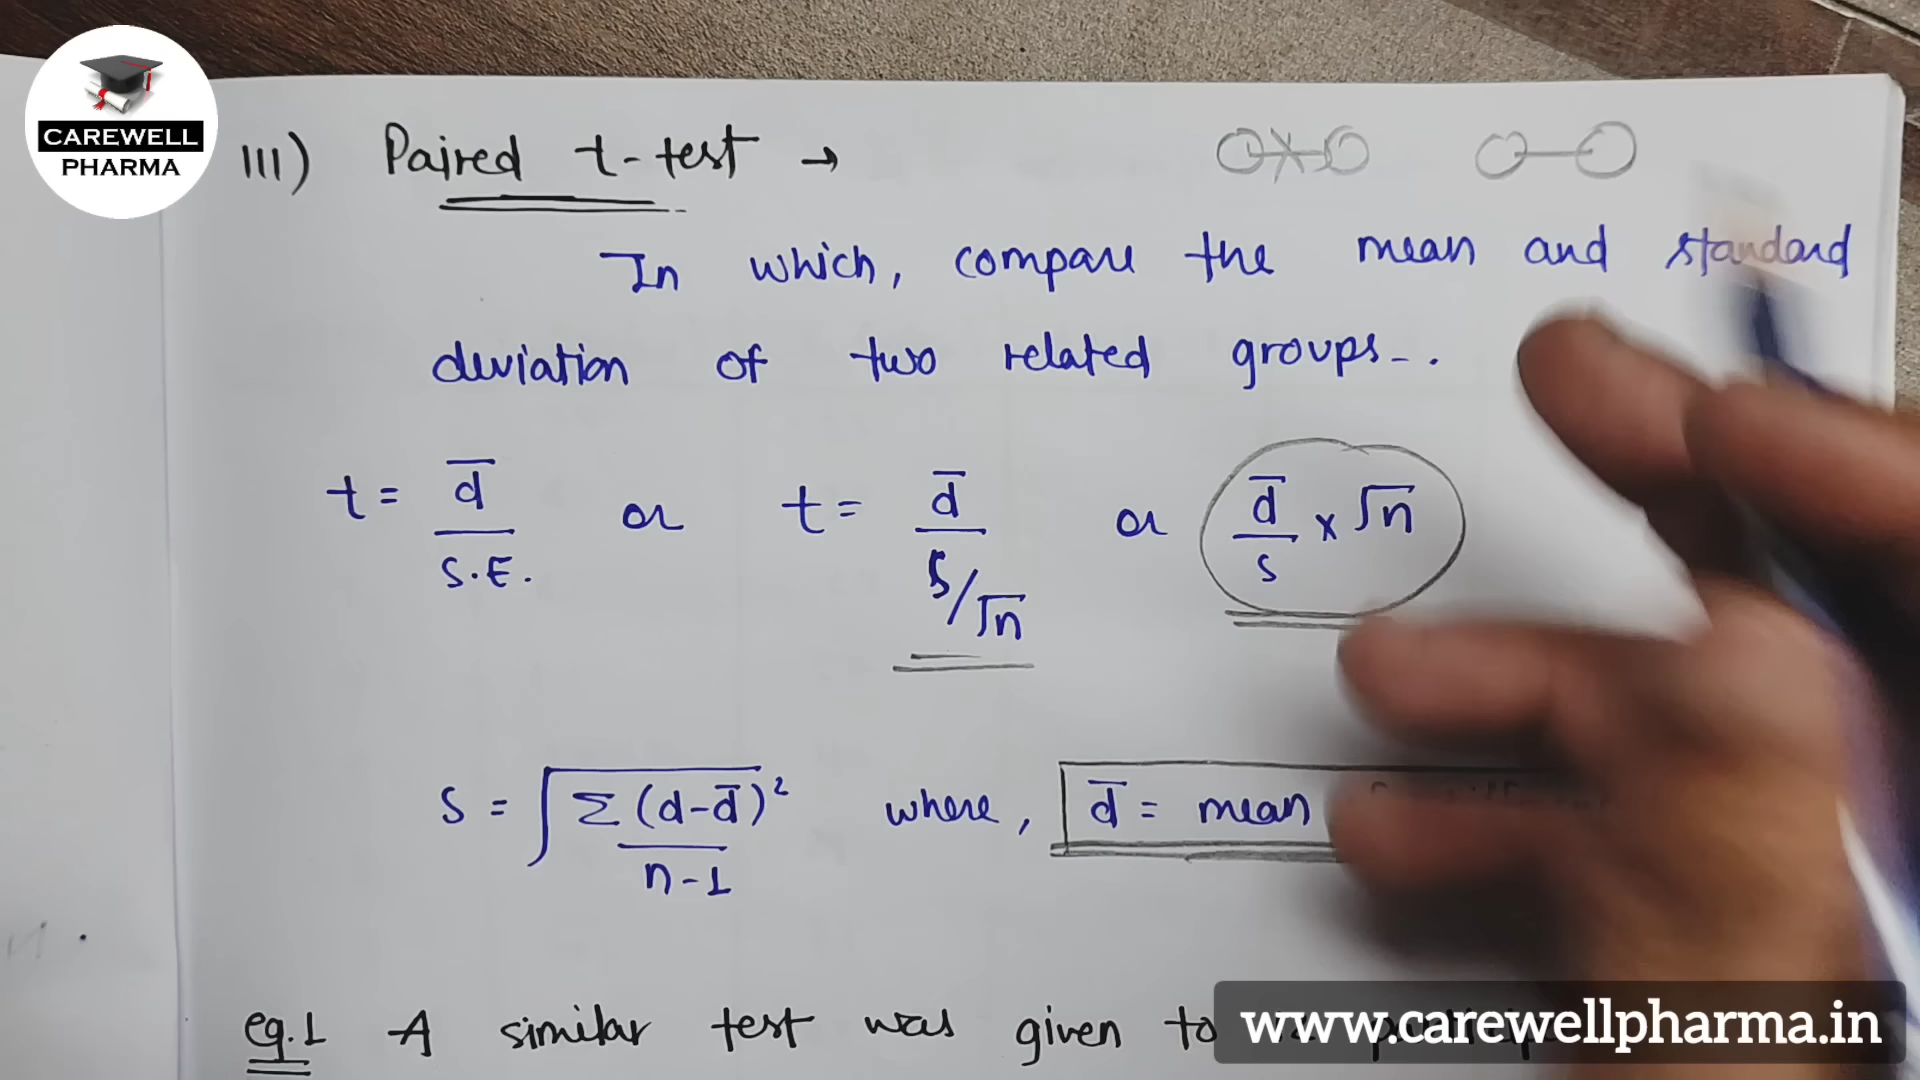 CAREWELL
PHARMA
III) Paired t-test →
In which, compare the mean and standard
deviation of two related groups..
t = d̄ / S.E. or t = d̄ / s/√n or d̄ / s × √n
s = √ Σ(d-d̄)² / n-1 where, d̄ = mean
eg.1 A similar test was given to
www.carewellpharma.in